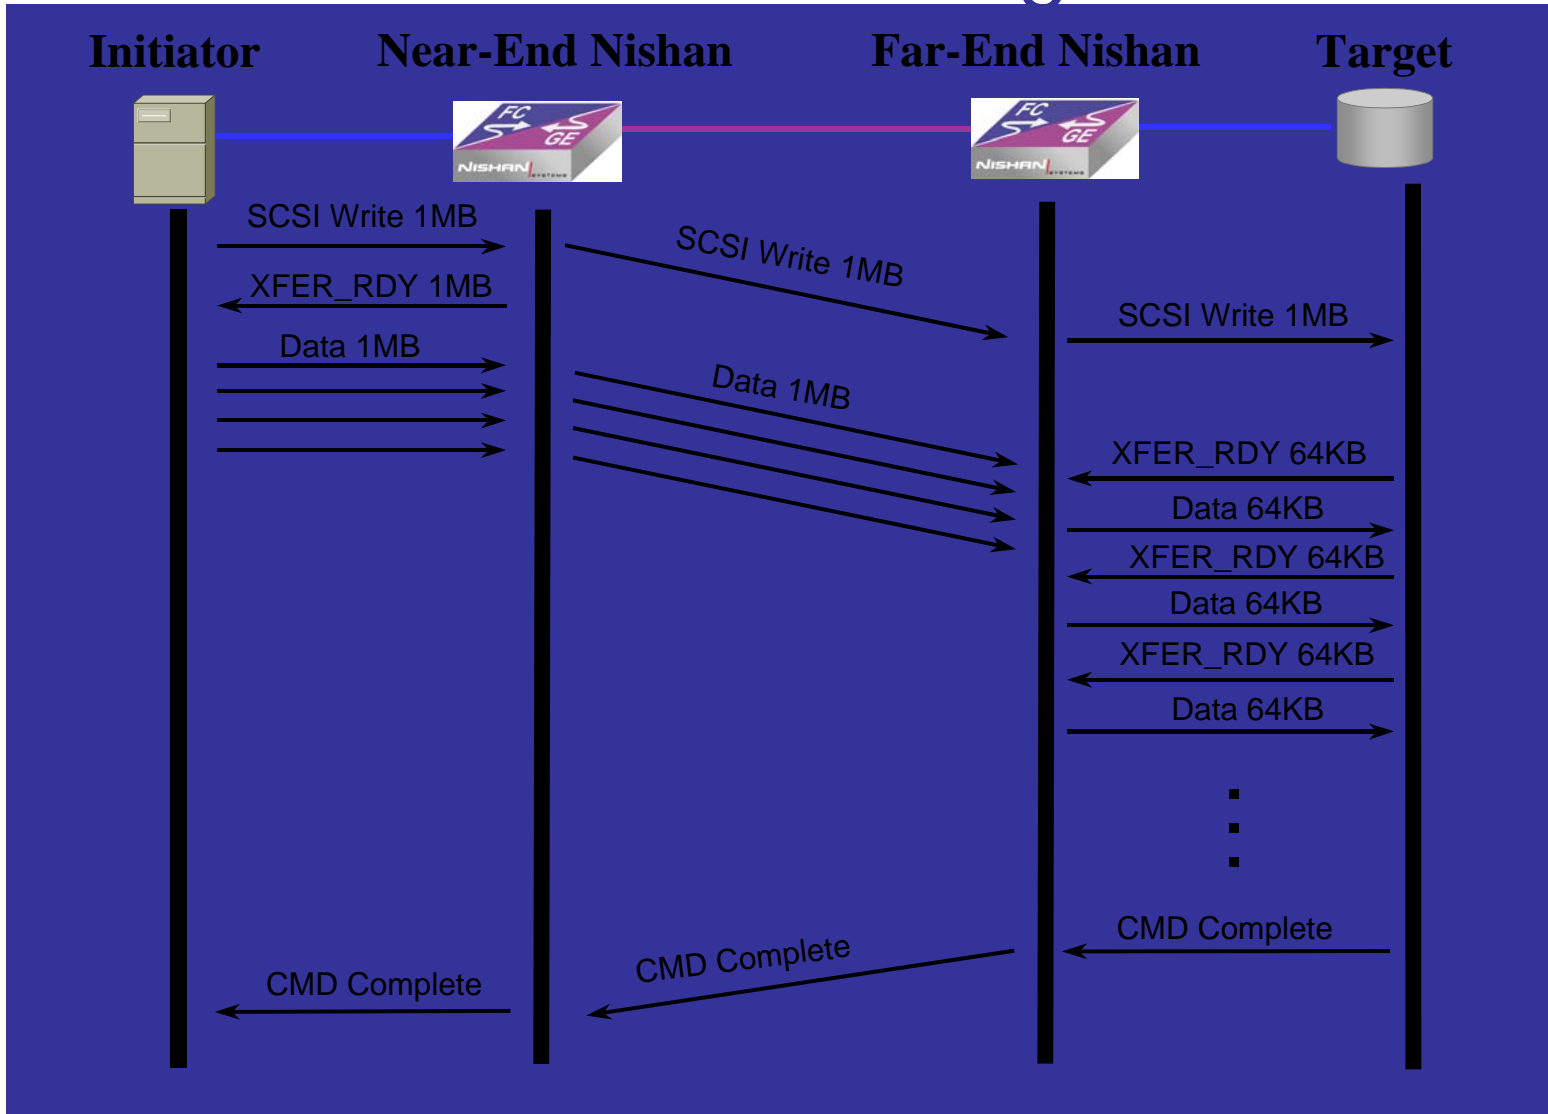 Initiator
Near-End Nishan
Far-End Nishan
Target
FC
GE
NISHAN
SYSTEMS
FC
GE
NISHAN
SYSTEMS
SCSI Write 1MB
SCSI Write 1MB
XFER_RDY 1MB
SCSI Write 1MB
Data 1MB
Data 1MB
XFER_RDY 64KB
Data 64KB
XFER_RDY 64KB
Data 64KB
XFER_RDY 64KB
Data 64KB
CMD Complete
CMD Complete
CMD Complete